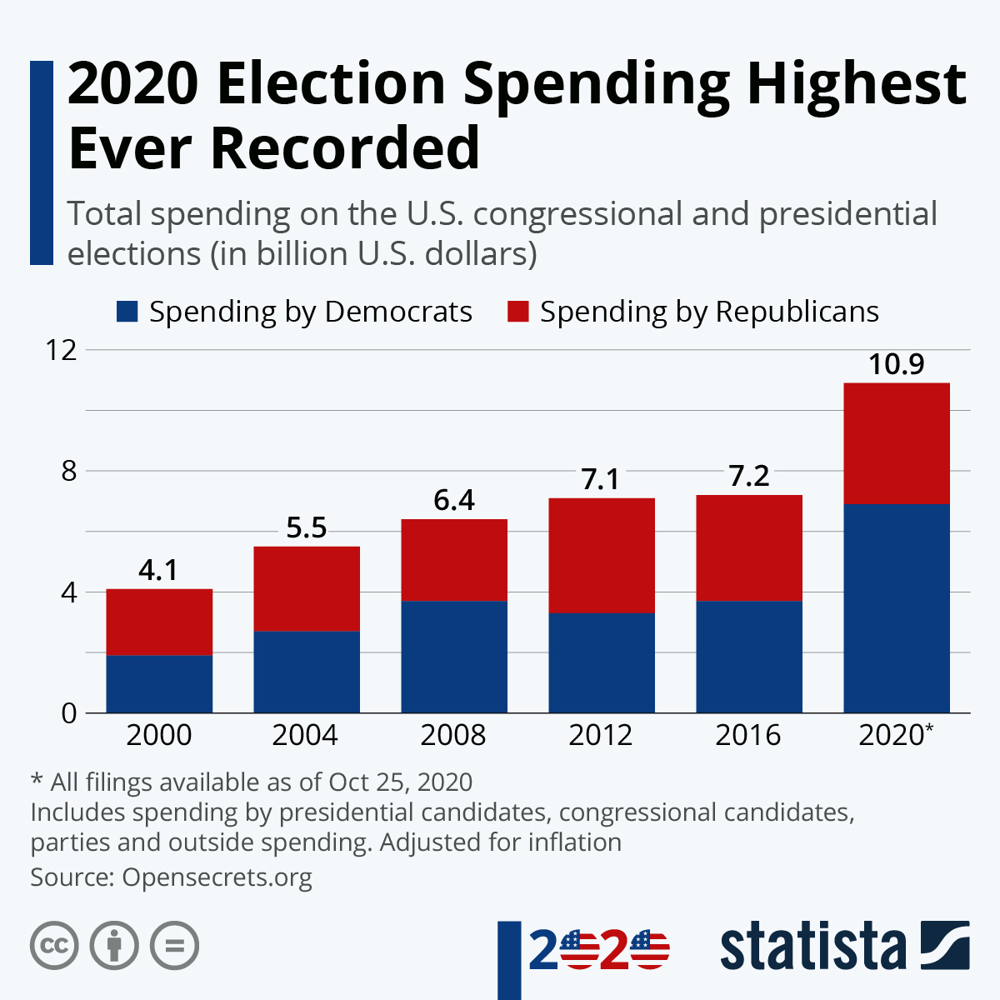 2020 Election Spending Highest
Ever Recorded
Total spending on the U.S. congressional and presidential
elections (in billion U.S. dollars)
Spending by Democrats
Spending by Republicans
12
8
4
0
4.1
5.5
6.4
7.1
7.2
10.9
2000
2004
2008
2012
2016
2020*
* All filings available as of Oct 25, 2020
Includes spending by presidential candidates, congressional candidates,
parties and outside spending. Adjusted for inflation
Source: Opensecrets.org
cc
2020
statista